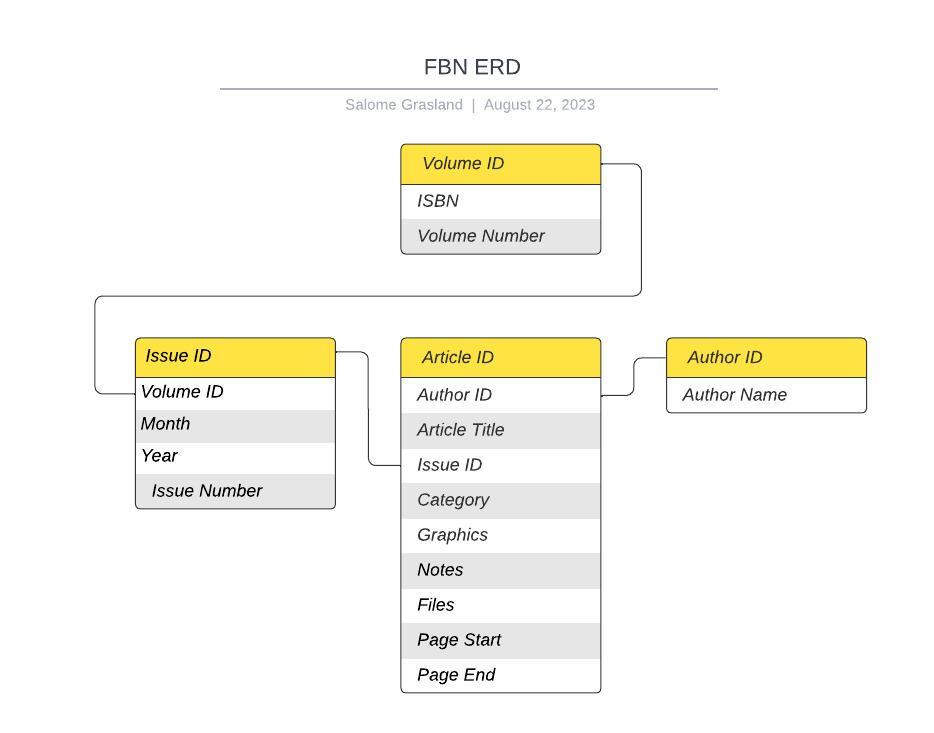 FBN ERD
Salome Grasland | August 22, 2023
Volume ID
ISBN
Volume Number
Issue ID
Volume ID
Month
Year
Issue Number
Article ID
Author ID
Article Title
Issue ID
Category
Graphics
Notes
Files
Page Start
Page End
Author ID
Author Name